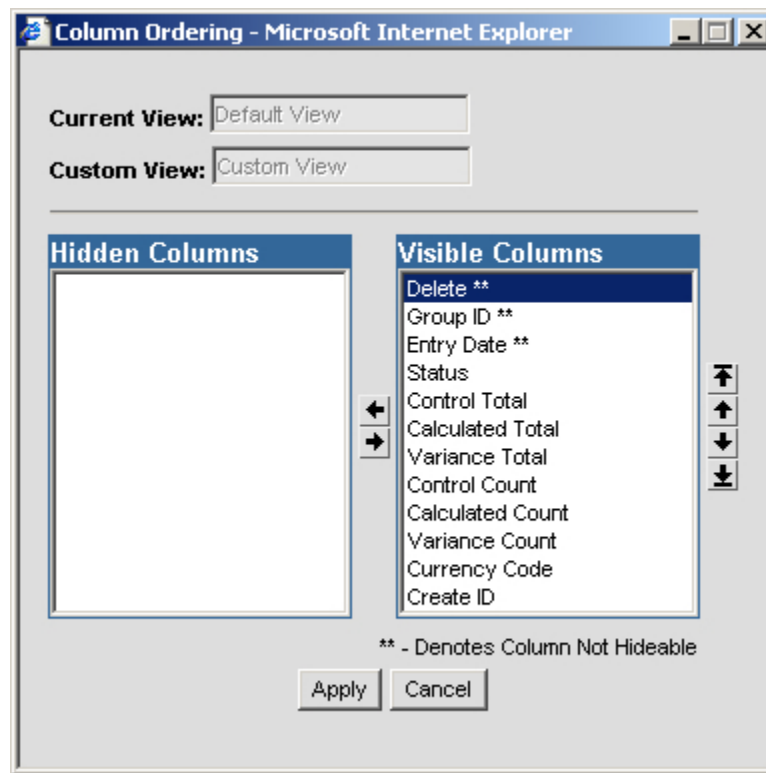 Column Ordering - Microsoft Internet Explorer
Current View: Default View
Custom View: Custom View
Hidden Columns
Visible Columns
Delete **
Group ID **
Entry Date **
Status
Control Total
Calculated Total
Variance Total
Control Count
Calculated Count
Variance Count
Currency Code
Create ID
** - Denotes Column Not Hideable
Apply
Cancel